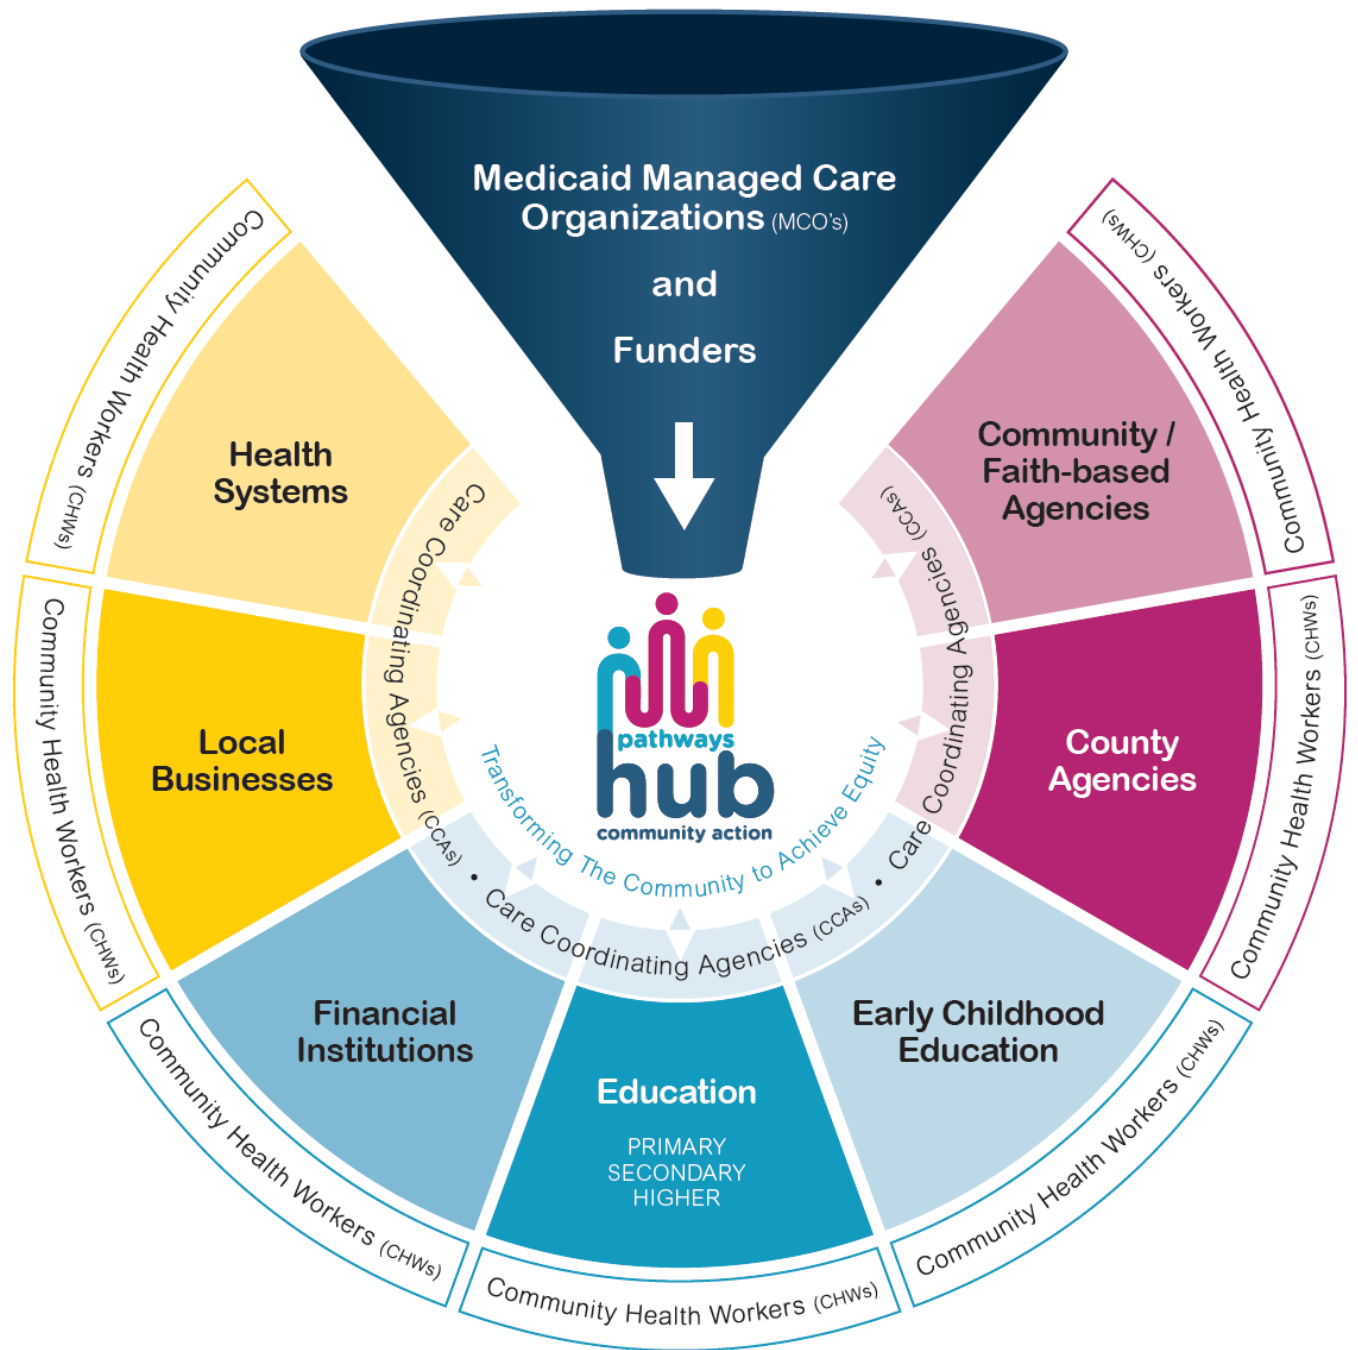 Medicaid Managed Care
Organizations (MCO's)
and
Funders
Community Health Workers (CHWs)
Health
Systems
Community Health Workers (CHWs)
Local
Businesses
Community Health Workers (CHWs)
Financial
Institutions
Community Health Workers (CHWs)
Education
PRIMARY
SECONDARY
HIGHER
Community Health Workers (CHWs)
Early Childhood
Education
Community Health Workers (CHWs)
County
Agencies
Community Health Workers (CHWs)
Community /
Faith-based
Agencies
Care Coordinating Agencies (CCAs) • Care Coordinating Agencies (CCAs) • Care Coordinating Agencies (CCAs)
pathways
hub
community action
Transforming The Community to Achieve Equity